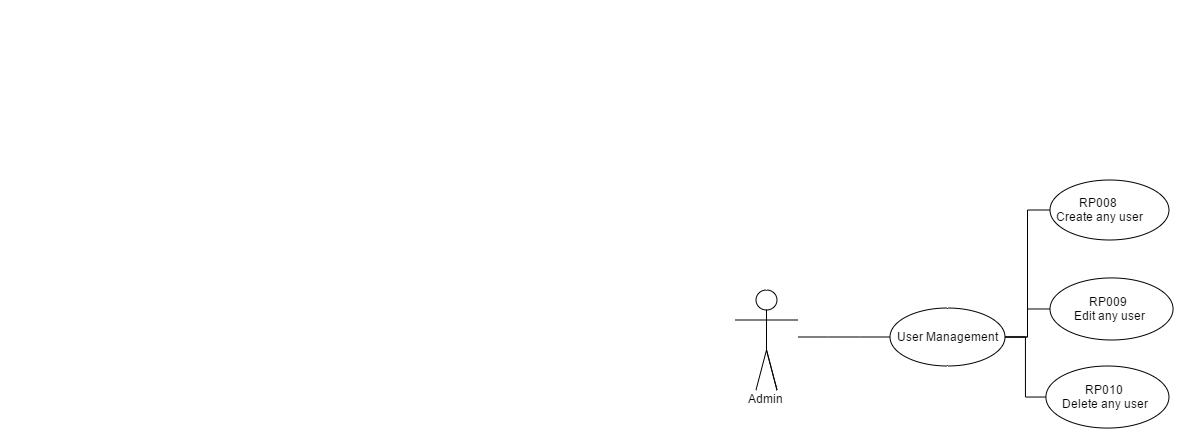 RP008
Create any user
RP009
Edit any user
User Management
RP010
Delete any user
Admin